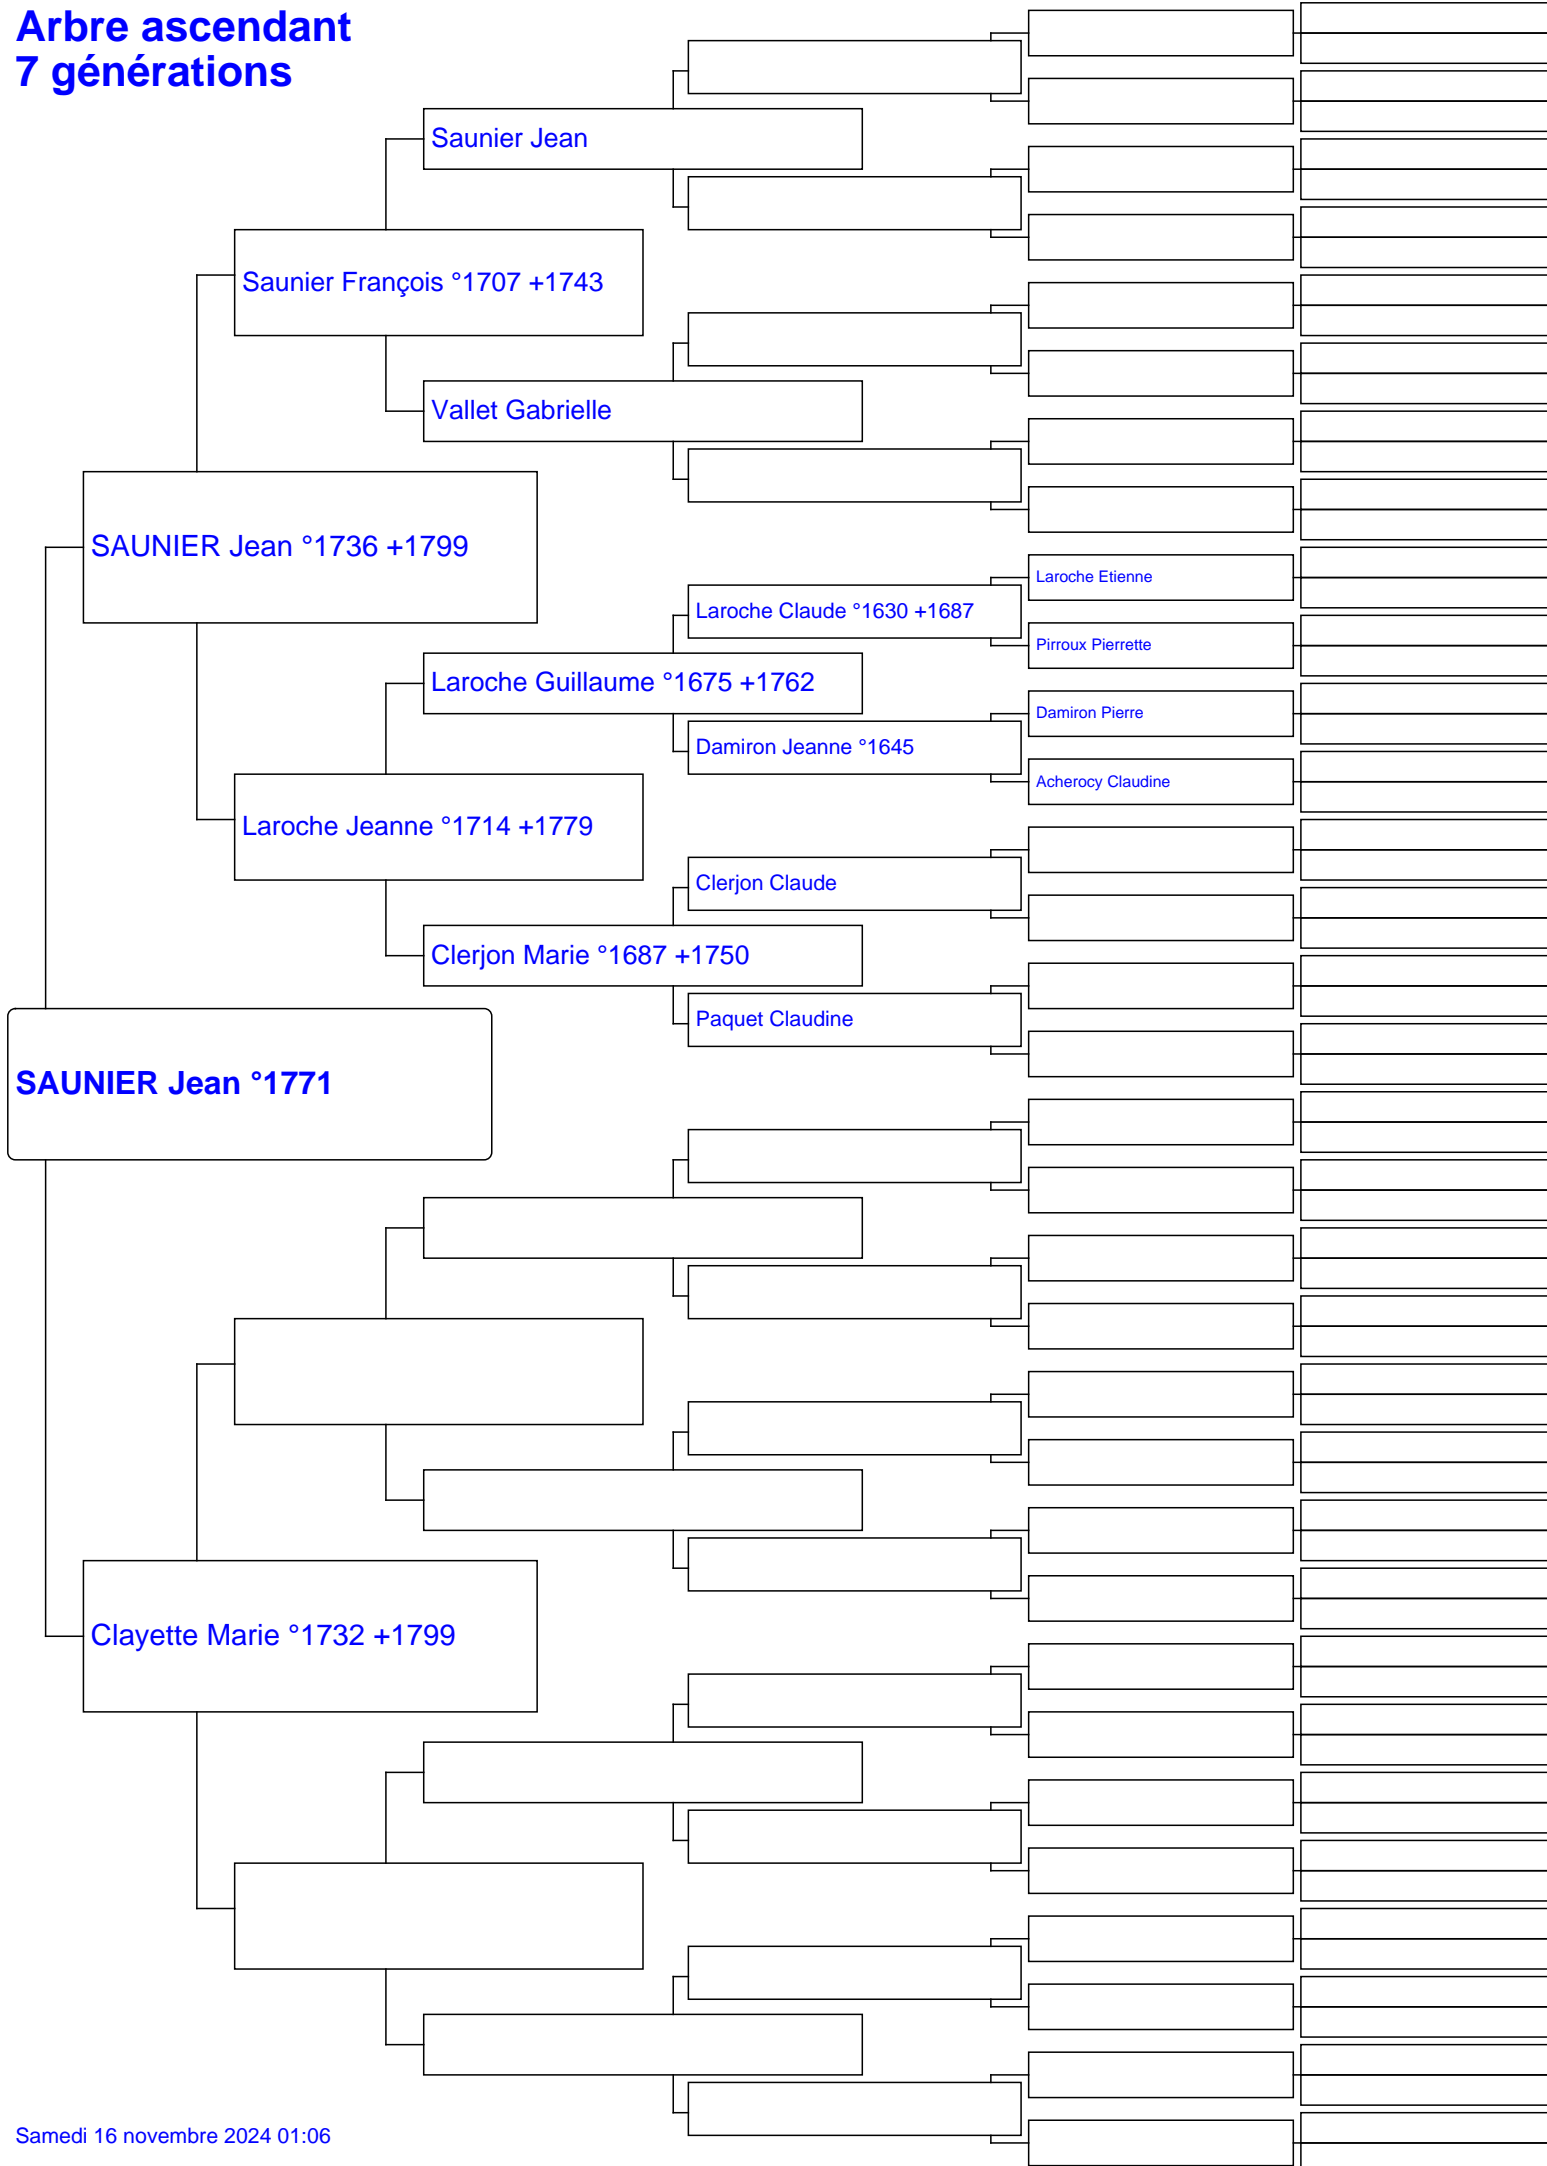 Arbre ascendant
7 générations
Saunier Jean
Saunier François °1707 +1743
Vallet Gabrielle
SAUNIER Jean °1736 +1799
Laroche Etienne
Laroche Claude °1630 +1687
Pirroux Pierrette
Laroche Guillaume °1675 +1762
Damiron Pierre
Damiron Jeanne °1645
Acherocy Claudine
Laroche Jeanne °1714 +1779
Clerjon Claude
Clerjon Marie °1687 +1750
Paquet Claudine
SAUNIER Jean °1771
Clayette Marie °1732 +1799
Samedi 16 novembre 2024 01:06